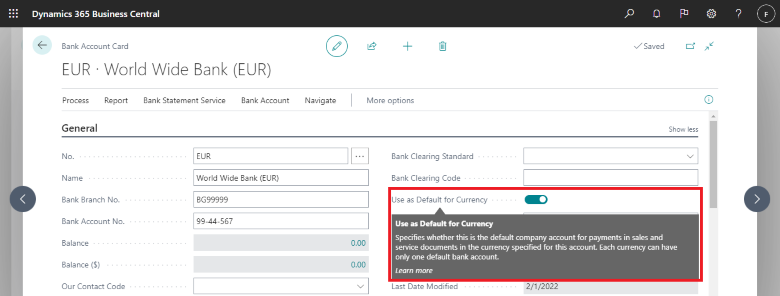 Dynamics 365 Business Central
?
F
Bank Account Card
Saved
EUR · World Wide Bank (EUR)
Process Report Bank Statement Service Bank Account Navigate More options
General
Show less
No. EUR ...
Name World Wide Bank (EUR)
Bank Branch No. BG99999
Bank Account No. 99-44-567
Balance 0.00
Balance ($) 0.00
Our Contact Code
Bank Clearing Standard
Bank Clearing Code
Use as Default for Currency
Use as Default for Currency
Specifies whether this is the default company account for payments in sales and
service documents in the currency specified for this account. Each currency can have
only one default bank account.
Learn more
Last Date Modified 2/1/2022